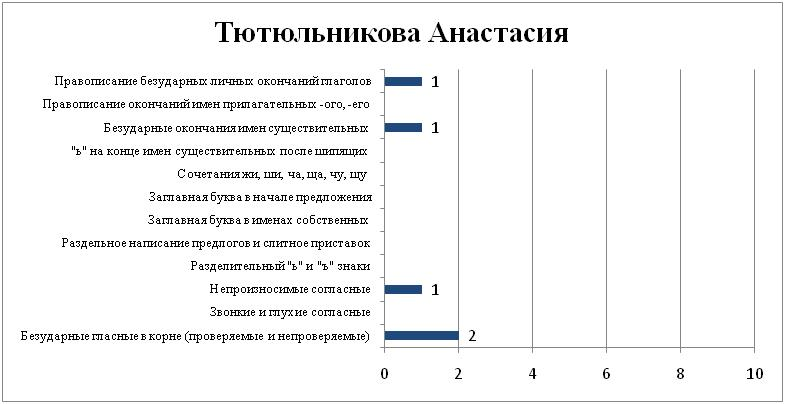 Тютюльникова Анастасия
Правописание безударных личных окончаний глаголов 1
Правописание окончаний имен прилагательных -ого, -его
Безударные окончания имен существительных 1
"ь" на конце имен существительных после шипящих
Сочетания жи, ши, ча, ща, чу, щу
Заглавная буква в начале предложения
Заглавная буква в именах собственных
Раздельное написание предлогов и слитное приставок
Разделительный "ь" и "ъ" знаки
Непроизносимые согласные 1
Звонкие и глухие согласные
Безударные гласные в корне (проверяемые и непроверяемые) 2
0 2 4 6 8 10